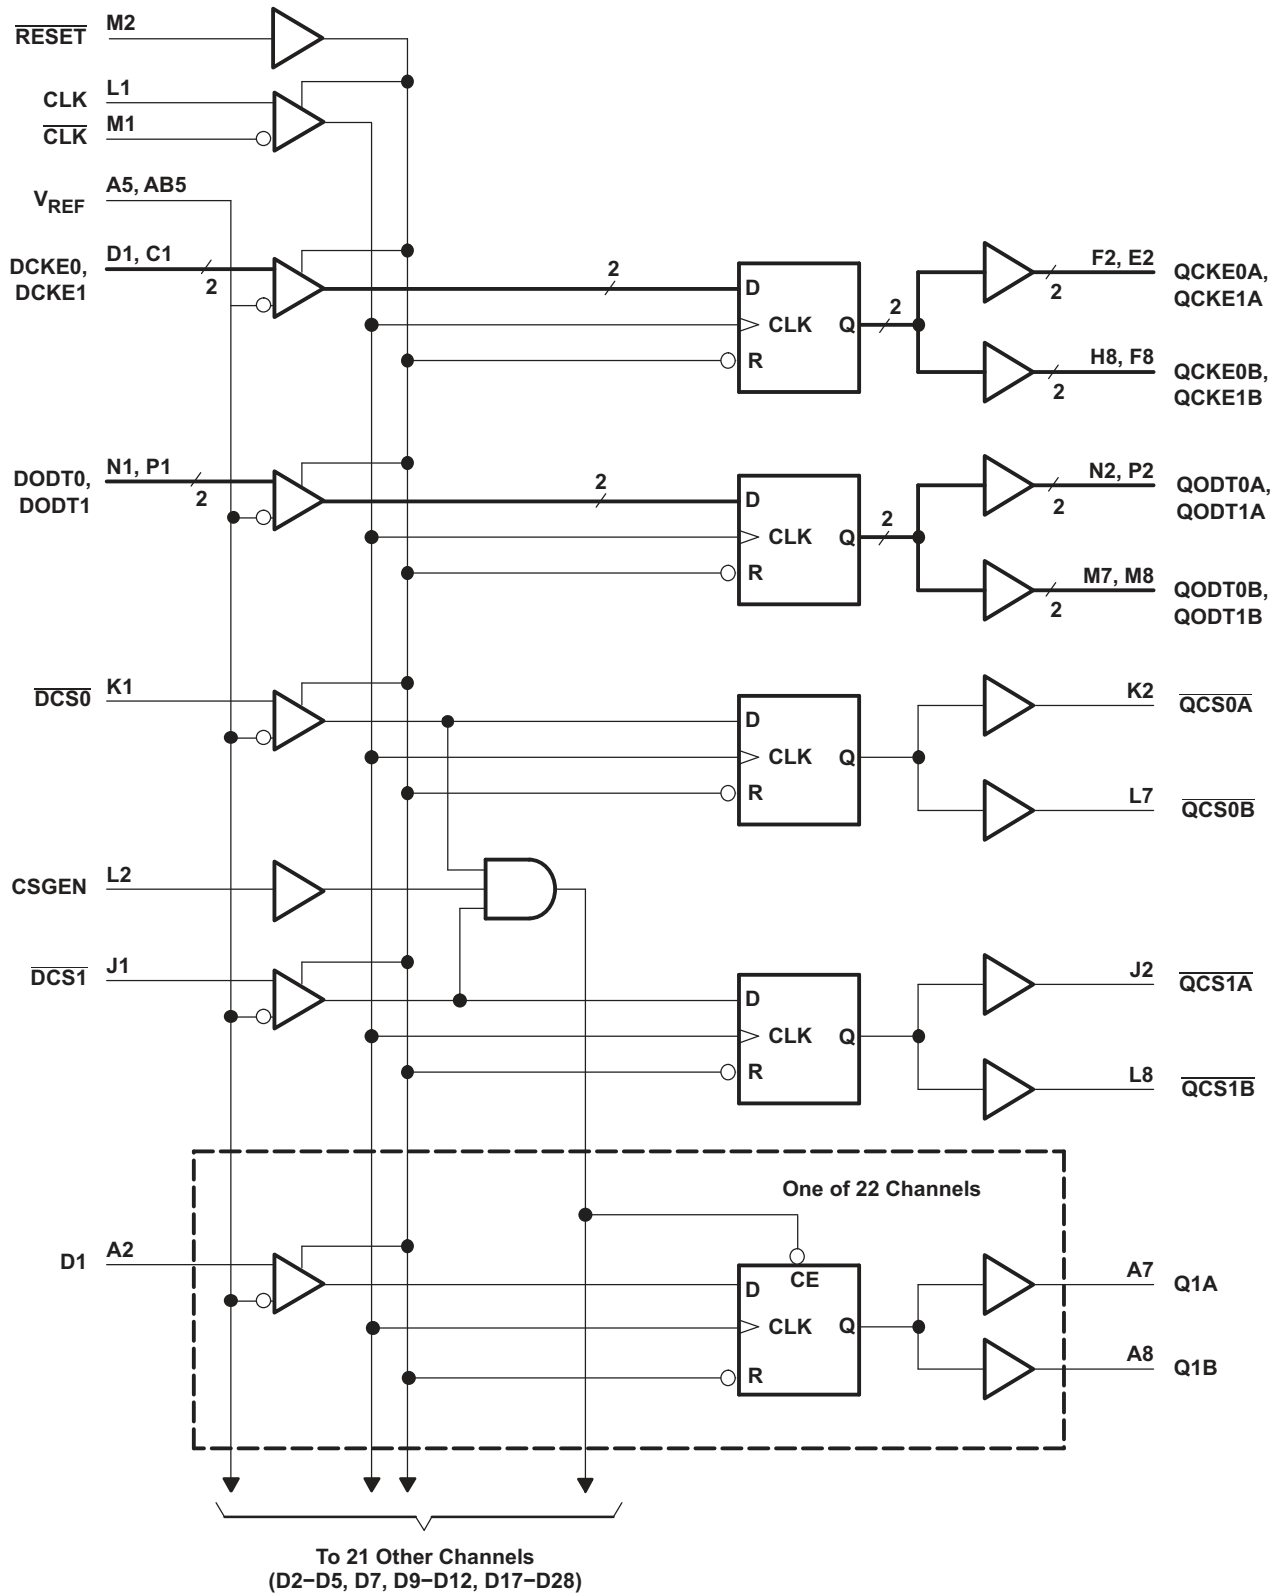 RESET M2
CLK L1
CLK M1
VREF A5, AB5
DCKE0, D1, C1
DCKE1 2
2
D
CLK Q
R
2
F2, E2 QCKE0A,
2 QCKE1A
H8, F8 QCKE0B,
2 QCKE1B
DODT0, N1, P1
DODT1 2
2
D
CLK Q
R
2
N2, P2 QODT0A,
2 QODT1A
M7, M8 QODT0B,
2 QODT1B
DCS0 K1
D
CLK Q
R
K2 QCS0A
L7 QCS0B
CSGEN L2
DCS1 J1
D
CLK Q
R
J2 QCS1A
L8 QCS1B
One of 22 Channels
D1 A2
CE
D
CLK Q
R
A7 Q1A
A8 Q1B
To 21 Other Channels
(D2−D5, D7, D9−D12, D17−D28)